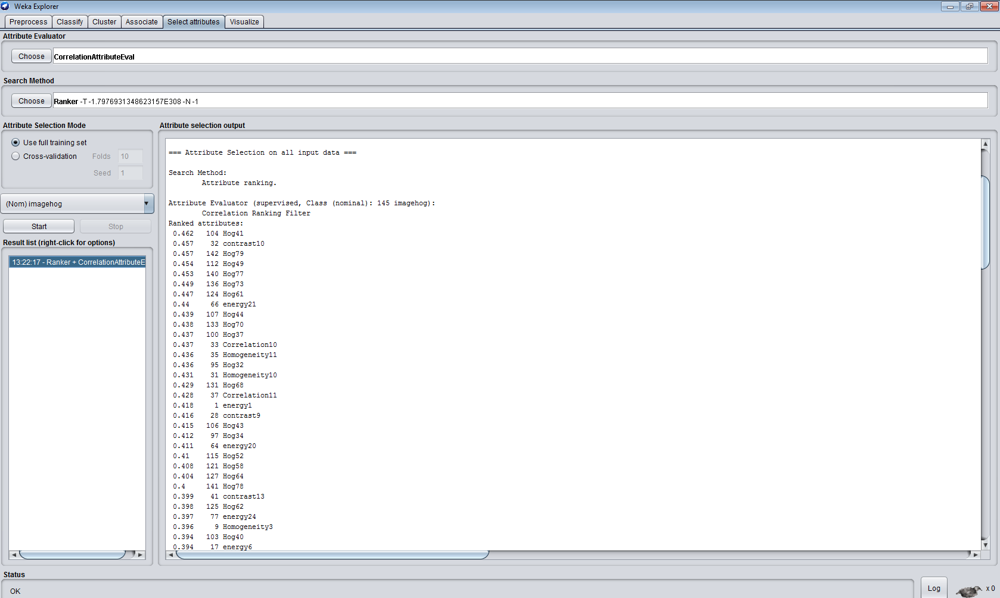 Weka Explorer
Preprocess Classify Cluster Associate Select attributes Visualize
Attribute Evaluator
Choose CorrelationAttributeEval
Search Method
Choose Ranker -T -1.7976931348623157E308 -N -1
Attribute Selection Mode
Use full training set
Cross-validation Folds 10
Seed 1
(Nom) imagehog
Start Stop
Result list (right-click for options)
13:22:17 - Ranker + CorrelationAttributeE
Attribute selection output
=== Attribute Selection on all input data ===
Search Method:
Attribute ranking.
Attribute Evaluator (supervised, Class (nominal): 145 imagehog):
Correlation Ranking Filter
Ranked attributes:
0.462 104 Hog41
0.457 32 contrast10
0.457 142 Hog79
0.454 112 Hog49
0.453 140 Hog77
0.449 136 Hog73
0.447 124 Hog61
0.44 66 energy21
0.439 107 Hog44
0.438 133 Hog70
0.437 100 Hog37
0.437 33 Correlation10
0.436 35 Homogeneity11
0.436 95 Hog32
0.431 31 Homogeneity10
0.429 131 Hog68
0.428 37 Correlation11
0.418 1 energy1
0.416 28 contrast9
0.415 106 Hog43
0.412 97 Hog34
0.411 64 energy20
0.41 115 Hog52
0.408 121 Hog58
0.404 127 Hog64
0.4 141 Hog78
0.399 41 contrast13
0.398 125 Hog62
0.397 77 energy24
0.396 9 Homogeneity3
0.394 103 Hog40
0.394 17 energy6
Status
OK
Log x 0